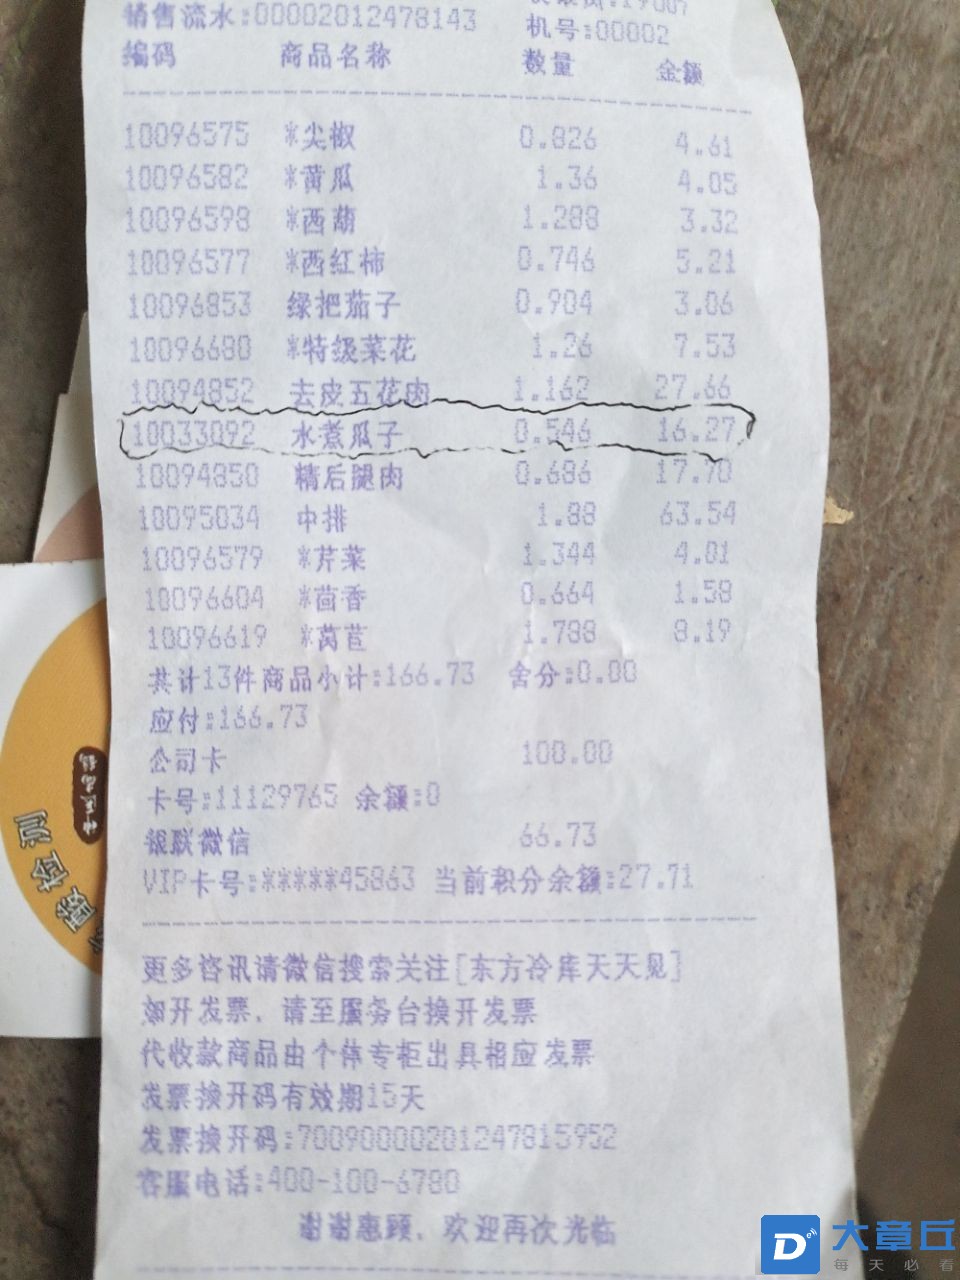 销售流水:00002012478143
机号:00002
编码 商品名称 数量 金额
10096575 *尖椒 0.826 4.61
10096582 *黄瓜 1.36 4.05
10096598 *西葫 1.288 3.32
10096577 *西红柿 0.746 5.21
10096853 绿把茄子 0.904 3.06
10096680 *特级菜花 1.26 7.53
10094852 去皮五花肉 1.162 27.66
10033092 水煮瓜子 0.546 16.27
10094850 精后腿肉 0.686 17.70
10095034 中排 1.88 63.54
10096579 *芹菜 1.344 4.01
10096604 *茴香 0.664 1.58
10096619 *莴苣 1.788 8.19
共计13件商品小计:166.73 舍分:0.00
应付:166.73
公司卡 100.00
卡号:11129765 余额:0
银联微信 66.73
VIP卡号:*****45863 当前积分余额:27.71
更多咨讯请微信搜索关注[东方冷库天天见]
如开发票，请至服务台换开发票
代收款商品由个体专柜出具相应发票
发票换开码有效期15天
发票换开码:70090000201247815952
客服电话:400-100-6780
谢谢惠顾，欢迎再次光临
酸检测
大章丘
每天必看